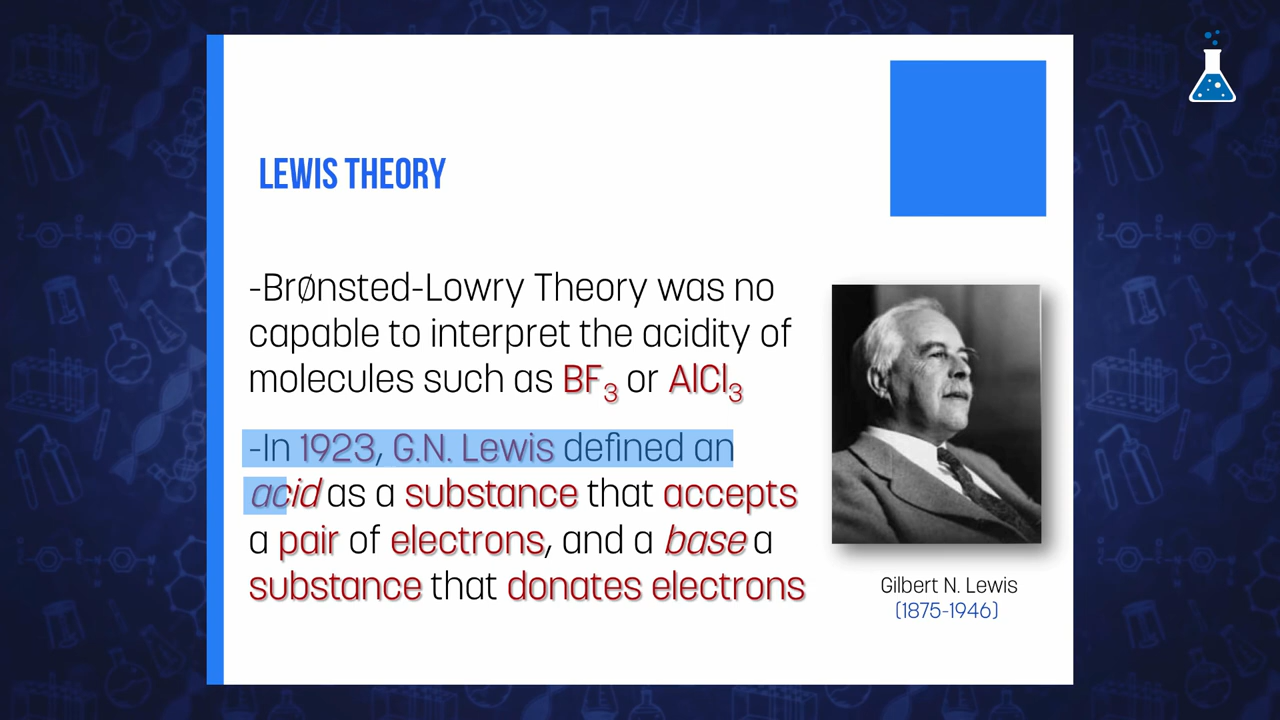 LEWIS THEORY
-Brønsted-Lowry Theory was no
capable to interpret the acidity of
molecules such as BF₃ or AlCl₃
-In 1923, G.N. Lewis defined an
acid as a substance that accepts
a pair of electrons, and a base a
substance that donates electrons
Gilbert N. Lewis
(1875-1946)